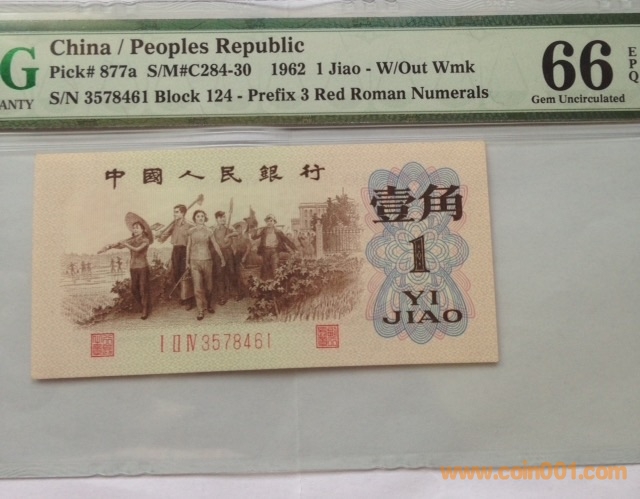 G China / Peoples Republic
ANTY Pick# 877a S/M#C284-30 1962 1 Jiao - W/Out Wmk
S/N 3578461 Block 124 - Prefix 3 Red Roman Numerals
66 EPQ
Gem Uncirculated
中國人民銀行
壹角
1
YI
JIAO
I II IV 3578461
www.coin001.com